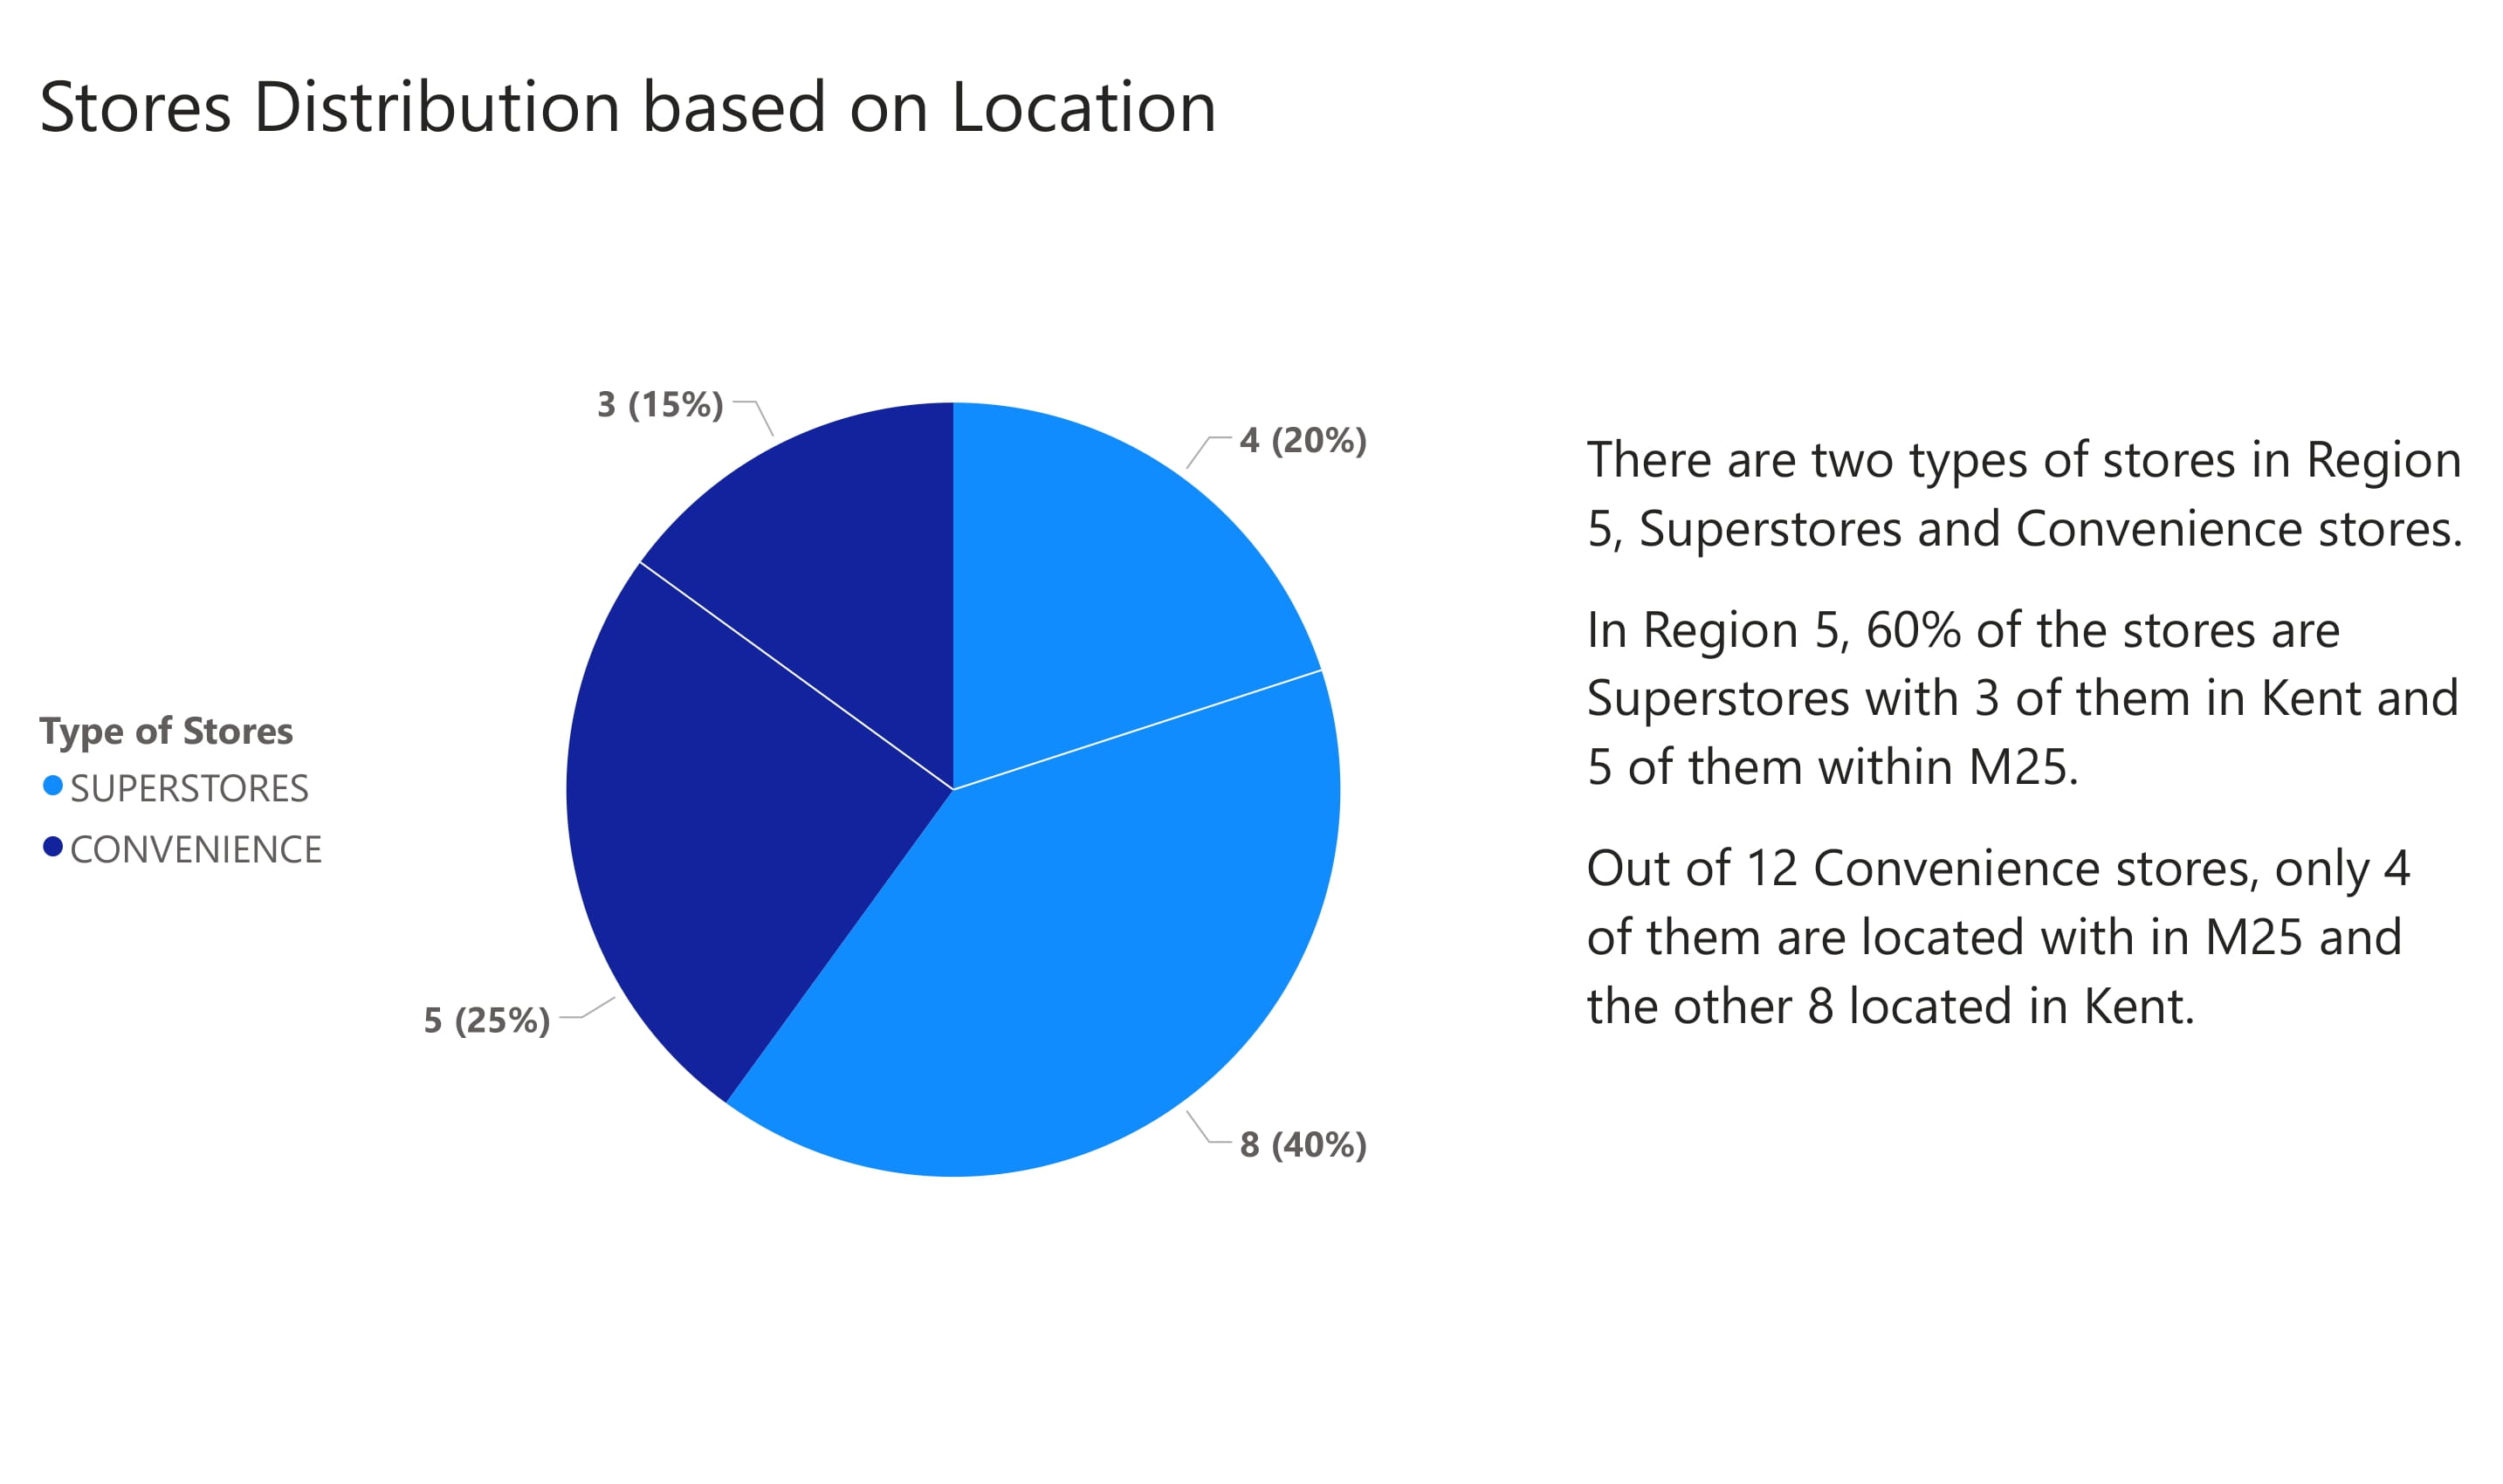 Stores Distribution based on Location
3 (15%)
4 (20%)
5 (25%)
8 (40%)
Type of Stores
SUPERSTORES
CONVENIENCE
There are two types of stores in Region
5, Superstores and Convenience stores.
In Region 5, 60% of the stores are
Superstores with 3 of them in Kent and
5 of them within M25.
Out of 12 Convenience stores, only 4
of them are located with in M25 and
the other 8 located in Kent.